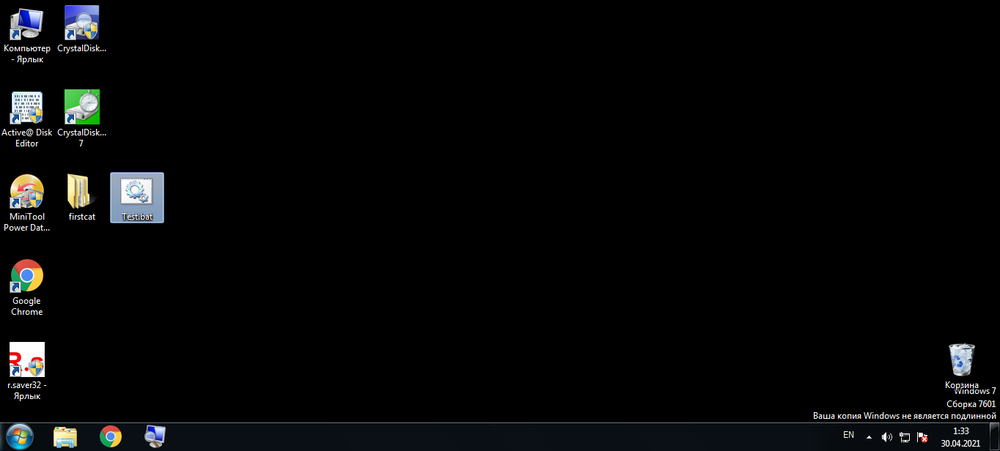 Компьютер
- Ярлык
CrystalDisk...
Active@ Disk
Editor
CrystalDisk...
7
MiniTool
Power Dat...
firstcat
Test.bat
Google
Chrome
R.s
r.saver32 -
Ярлык
Корзина
Windows 7
Сборка 7601
Ваша копия Windows не является подлинной
EN
1:33
30.04.2021